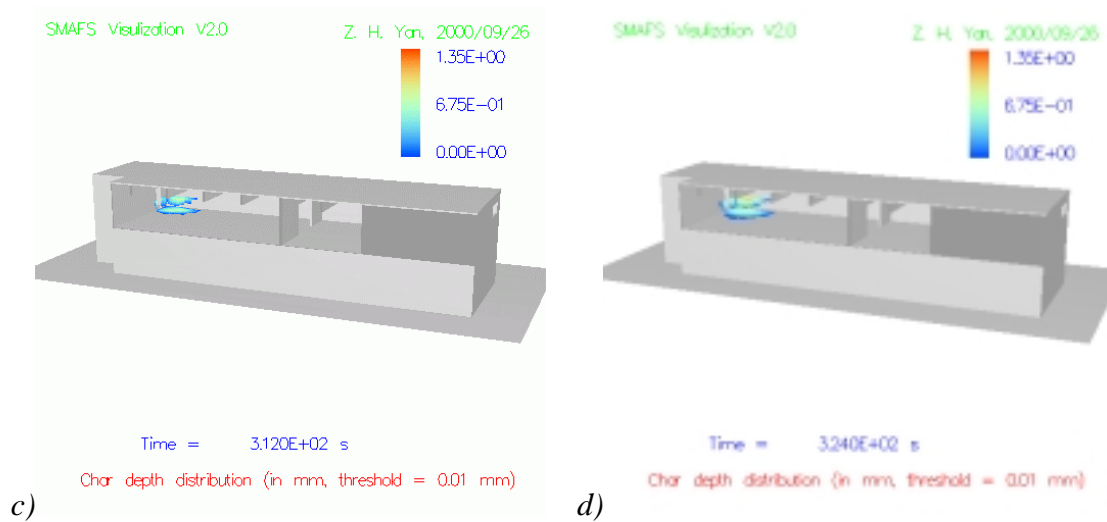 SMAFS Visulization V2.0
Z. H. Yan, 2000/09/26
1.35E+00
6.75E-01
0.00E+00
Time = 3.120E+02 s
Char depth distribution (in mm, threshold = 0.01 mm)
c)
SMAFS Visulization V2.0
Z. H. Yan, 2000/09/26
1.35E+00
6.75E-01
0.00E+00
Time = 3.240E+02 s
Char depth distribution (in mm, threshold = 0.01 mm)
d)